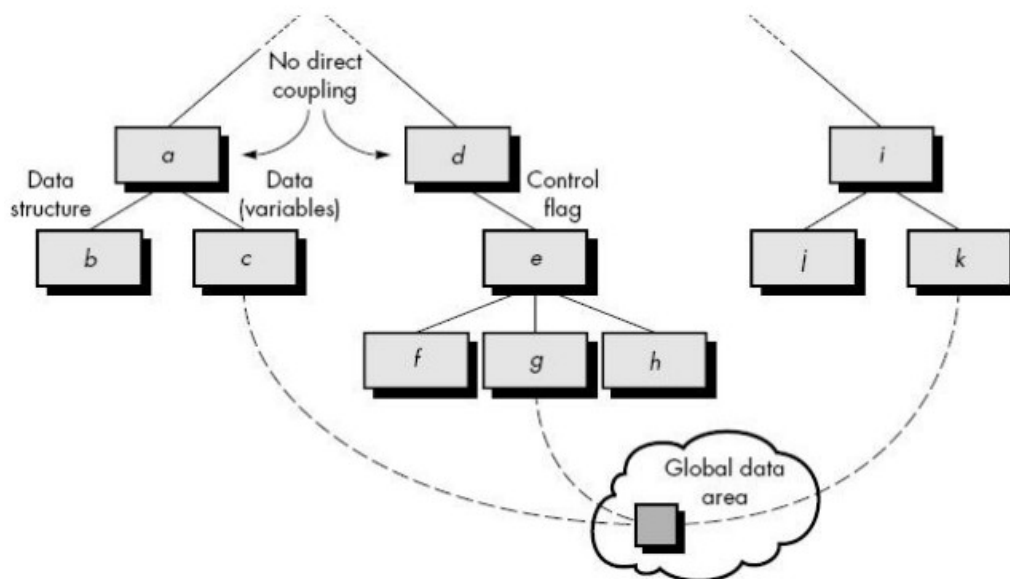 No direct
coupling
a
d
i
Data
structure
Data
(variables)
Control
flag
b
c
e
j
k
f
g
h
Global data
area